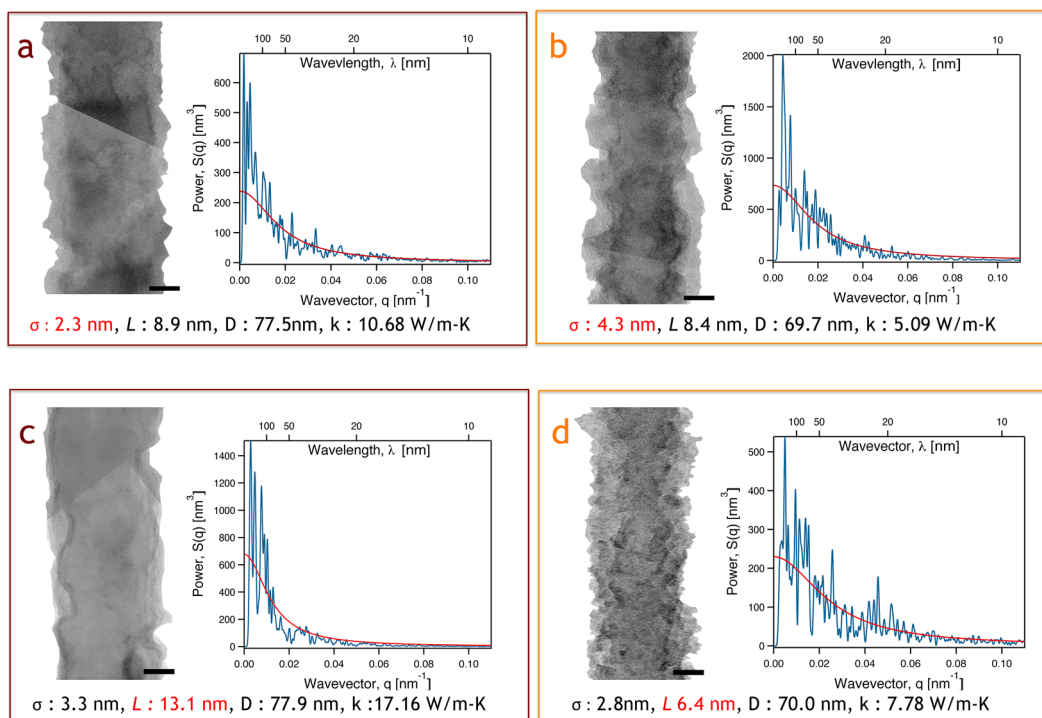 a
100 50 20 10
Wavevlength, λ [nm]
Power, S(q) [nm³]
600
500
400
300
200
100
0
0.00 0.02 0.04 0.06 0.08 0.10
Wavevector, q [nm⁻¹]
σ : 2.3 nm, L : 8.9 nm, D : 77.5nm, k : 10.68 W/m-K
b
100 50 20 10
Wavelength, λ [nm]
Power, S(q) [nm³]
2000
1500
1000
500
0
0.00 0.02 0.04 0.06 0.08 0.10
Wavevector, q [nm⁻¹]
σ : 4.3 nm, L 8.4 nm, D : 69.7 nm, k : 5.09 W/m-K
c
100 50 20 10
Wavelength, λ [nm]
Power, S(q) [nm³]
1400
1200
1000
800
600
400
200
0
0.00 0.02 0.04 0.06 0.08 0.10
Wavevector, q [nm⁻¹]
σ : 3.3 nm, L : 13.1 nm, D : 77.9 nm, k :17.16 W/m-K
d
100 50 20 10
Wavevector, λ [nm]
Power, S(q) [nm³]
500
400
300
200
100
0
0.00 0.02 0.04 0.06 0.08 0.10
Wavevector, q [nm⁻¹]
σ : 2.8nm, L 6.4 nm, D : 70.0 nm, k : 7.78 W/m-K